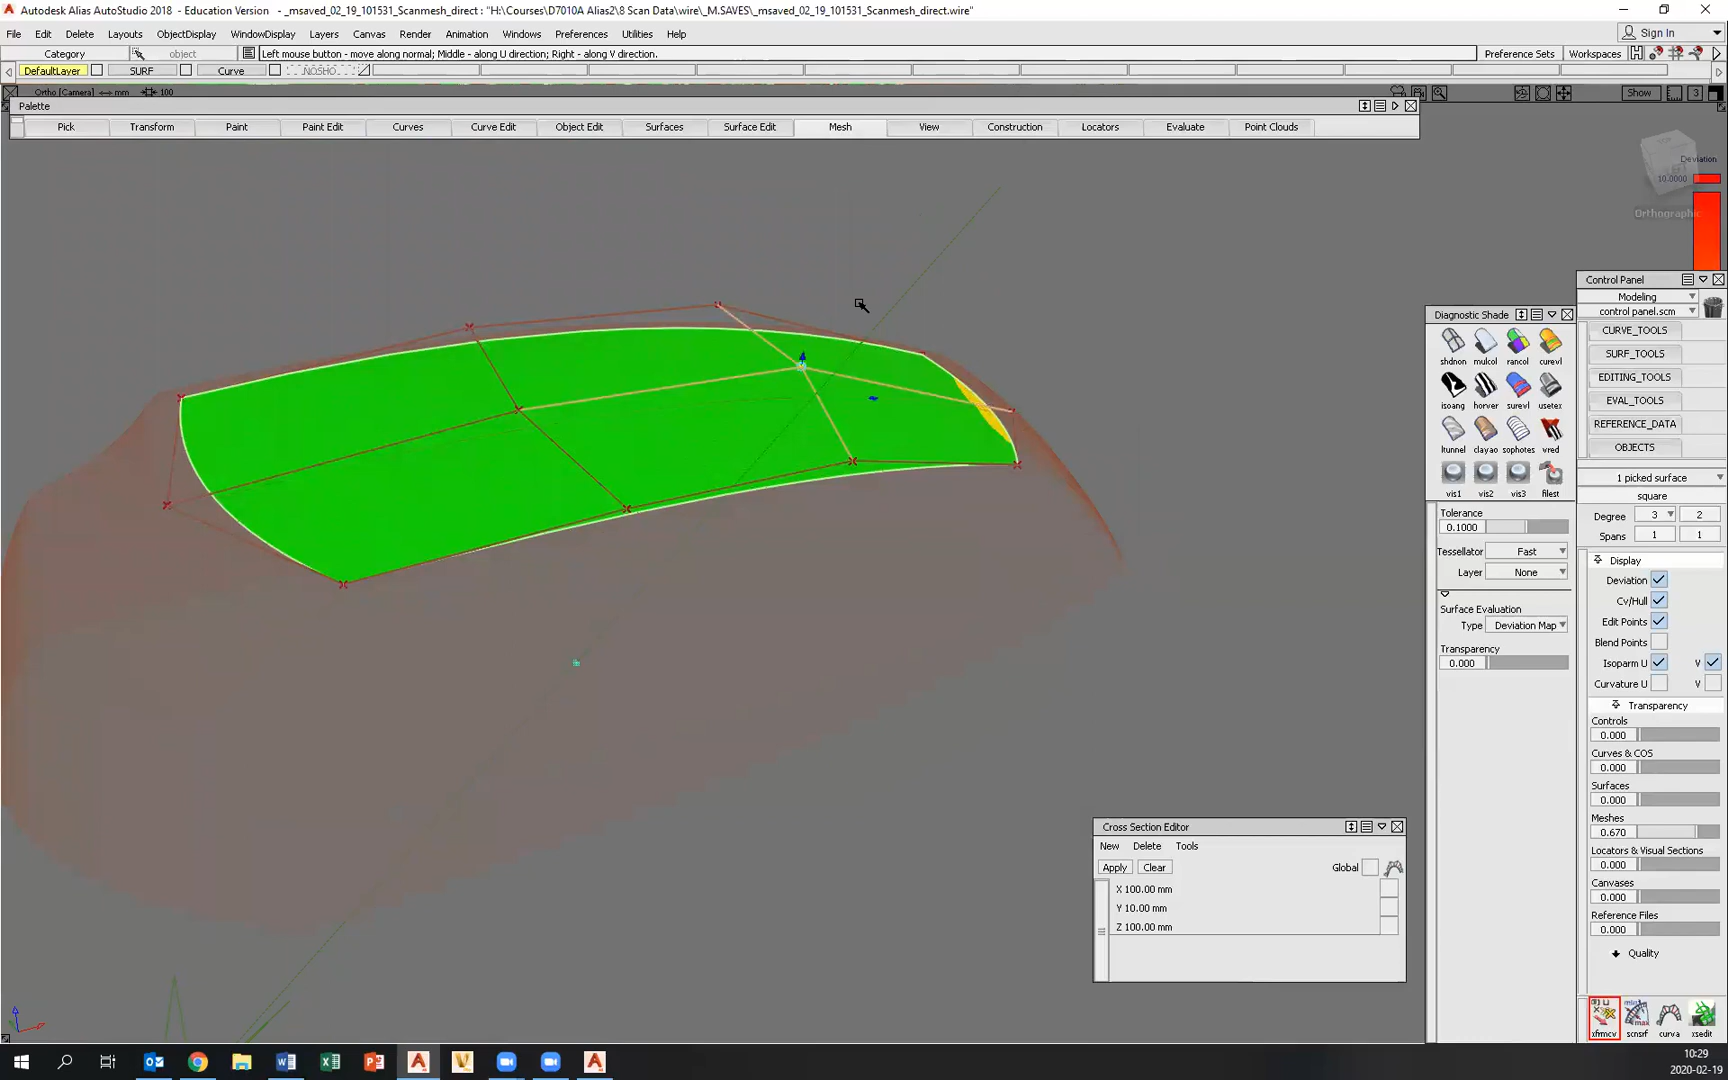 Autodesk Alias AutoStudio 2018 - Education Version - _msaved_02_19_101531_Scanmesh_direct : "H:\Courses\D7010A Alias2\8 Scan Data\wire\_M.SAVES\_msaved_02_19_101531_Scanmesh_direct.wire"
File Edit Delete Layouts ObjectDisplay WindowDisplay Layers Canvas Render Animation Windows Preferences Utilities Help
Sign In
Category object Left mouse button - move along normal; Middle - along U direction; Right - along V direction. Preference Sets Workspaces
DefaultLayer SURF Curve NOSHO
Ortho [Camera] mm 100 Show 3
Palette
Pick Transform Paint Paint Edit Curves Curve Edit Object Edit Surfaces Surface Edit Mesh View Construction Locators Evaluate Point Clouds
Deviation
10.0000
Orthographic
Control Panel
Modeling
control panel.scm
CURVE_TOOLS
SURF_TOOLS
EDITING_TOOLS
EVAL_TOOLS
REFERENCE_DATA
OBJECTS
1 picked surface
square
Degree 3 2
Spans 1 1
Display
Deviation
Cv/Hull
Edit Points
Blend Points
Isoparm U V
Curvature U V
Transparency
Controls
0.000
Curves & COS
0.000
Surfaces
0.000
Meshes
0.670
Locators & Visual Sections
0.000
Canvases
0.000
Reference Files
0.000
Quality
xfrmcv scnsrf curva xsedit
Diagnostic Shade
shdnon mulcol rancol curevl
isoang horver surevl usetex
ltunnel clayao sophotes vred
vis1 vis2 vis3 filest
Tolerance
0.1000
Tessellator Fast
Layer None
Surface Evaluation
Type Deviation Map
Transparency
0.000
Cross Section Editor
New Delete Tools
Apply Clear Global
X 100.00 mm
Y 10.00 mm
Z 100.00 mm
10:29
2020-02-19